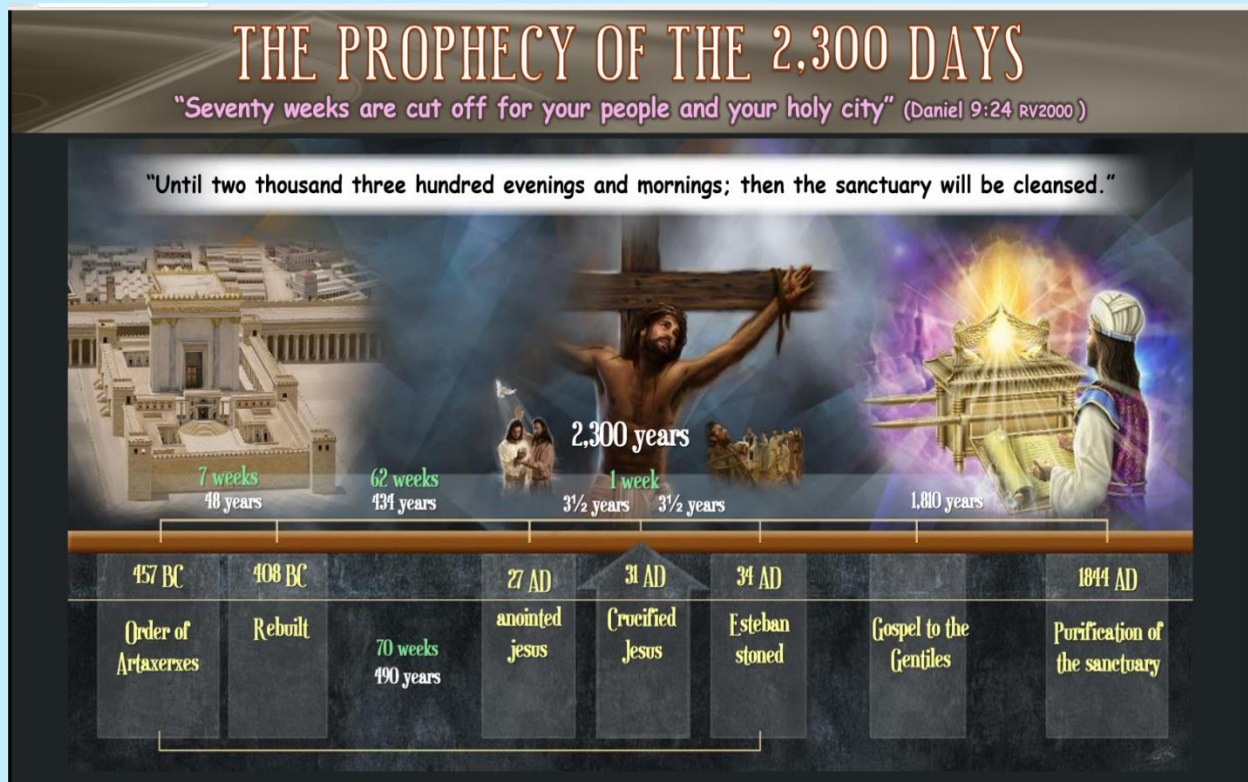 THE PROPHECY OF THE 2,300 DAYS
“Seventy weeks are cut off for your people and your holy city” (Daniel 9:24 RV2000 )
“Until two thousand three hundred evenings and mornings; then the sanctuary will be cleansed.”
2,300 years
7 weeks
48 years
62 weeks
434 years
1 week
3½ years
3½ years
1,810 years
457 BC
Order of
Artaxerxes
408 BC
Rebuilt
70 weeks
490 years
27 AD
anointed
jesus
31 AD
Crucified
Jesus
34 AD
Esteban
stoned
Gospel to the
Gentiles
1844 AD
Purification of
the sanctuary